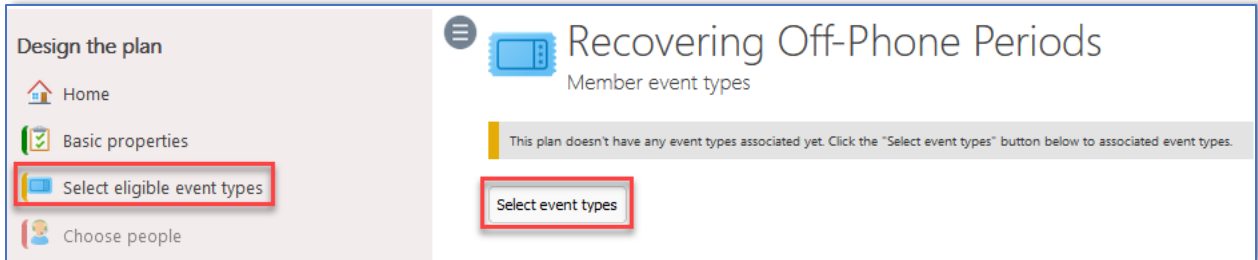 Design the plan
Home
Basic properties
Select eligible event types
Choose people
Recovering Off-Phone Periods
Member event types
This plan doesn't have any event types associated yet. Click the "Select event types" button below to associated event types.
Select event types